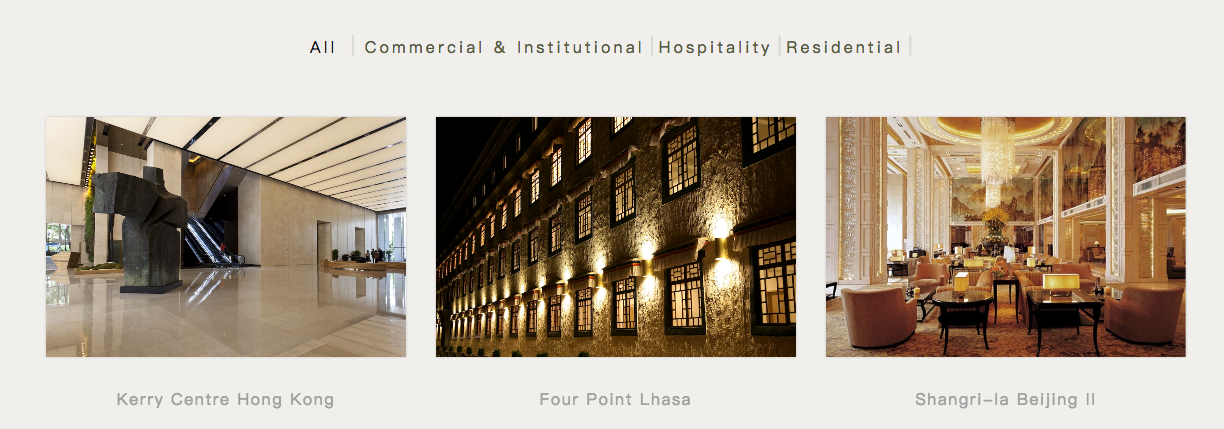 All | Commercial & Institutional | Hospitality | Residential |
Kerry Centre Hong Kong
Four Point Lhasa
Shangri-la Beijing II